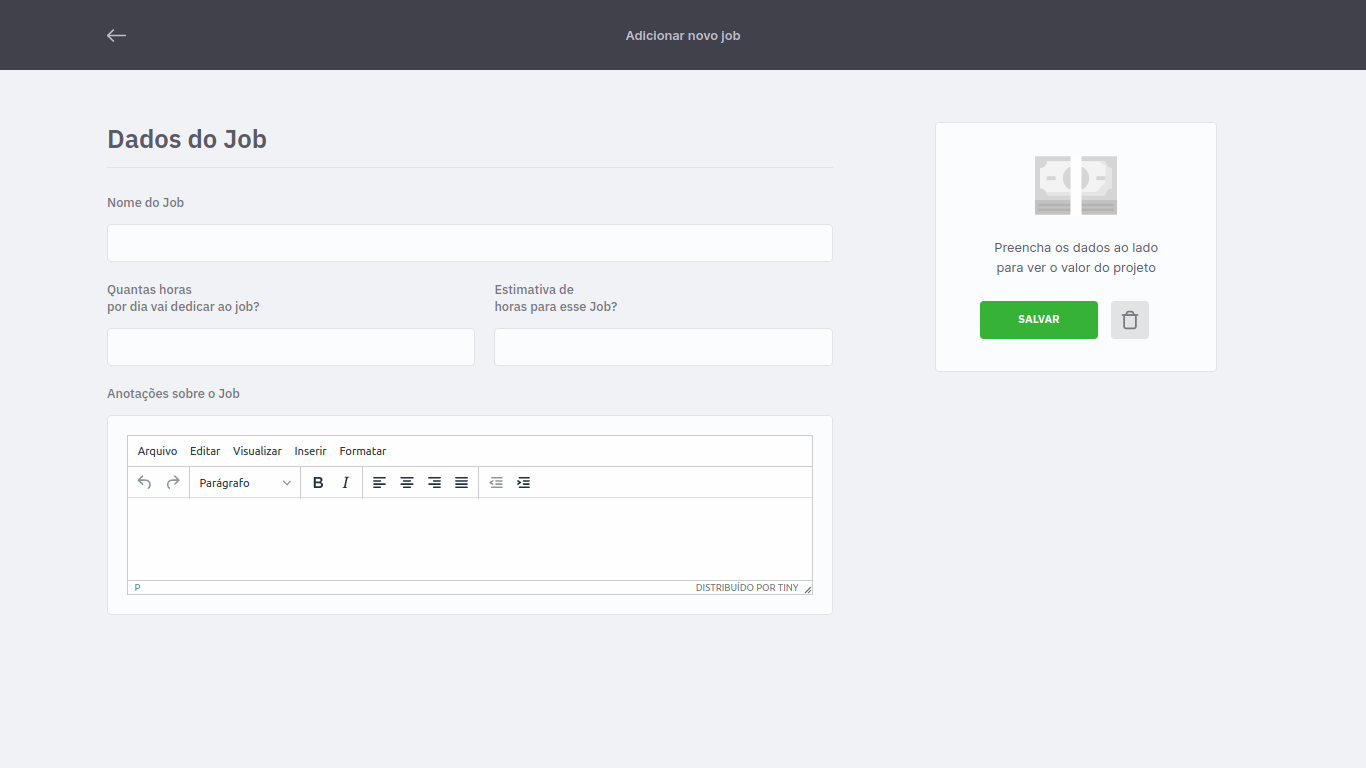 Adicionar novo job
Dados do Job
Nome do Job
Quantas horas
por dia vai dedicar ao job?
Estimativa de
horas para esse Job?
Anotações sobre o Job
Arquivo Editar Visualizar Inserir Formatar
Parágrafo B I
P DISTRIBUÍDO POR TINY
Preencha os dados ao lado
para ver o valor do projeto
SALVAR